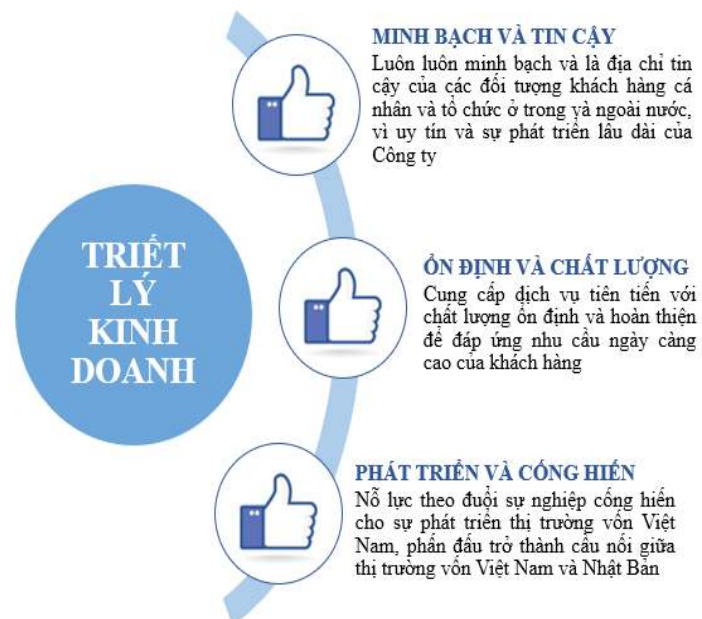 TRIẾT
LÝ
KINH
DOANH
MINH BẠCH VÀ TIN CẬY
Luôn luôn minh bạch và là địa chỉ tin
cậy của các đối tượng khách hàng cá
nhân và tổ chức ở trong và ngoài nước,
vì uy tín và sự phát triển lâu dài của
Công ty
ỔN ĐỊNH VÀ CHẤT LƯỢNG
Cung cấp dịch vụ tiên tiến với
chất lượng ổn định và hoàn thiện
để đáp ứng nhu cầu ngày càng
cao của khách hàng
PHÁT TRIỂN VÀ CỐNG HIẾN
Nỗ lực theo đuổi sự nghiệp cống hiến
cho sự phát triển thị trường vốn Việt
Nam, phấn đấu trở thành cầu nối giữa
thị trường vốn Việt Nam và Nhật Bản